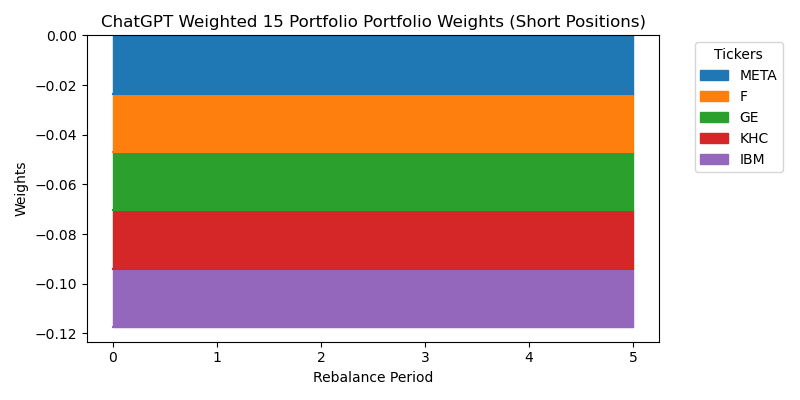 ChatGPT Weighted 15 Portfolio Portfolio Weights (Short Positions)
0.00
−0.02
−0.04
−0.06
−0.08
−0.10
−0.12
Weights
0 1 2 3 4 5
Rebalance Period
Tickers
META
F
GE
KHC
IBM